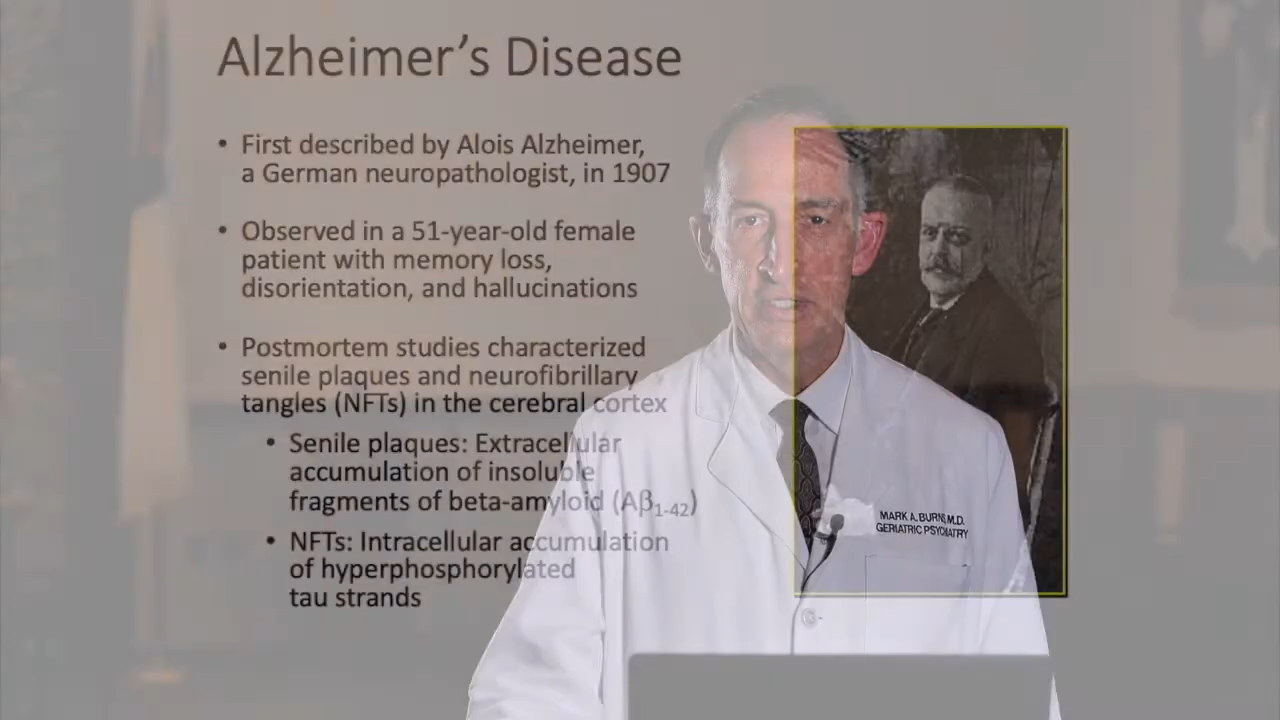 Alzheimer's Disease
• First described by Alois Alzheimer,
a German neuropathologist, in 1907
• Observed in a 51-year-old female
patient with memory loss,
disorientation, and hallucinations
• Postmortem studies characterized
senile plaques and neurofibrillary
tangles (NFTs) in the cerebral cortex
• Senile plaques: Extracellular
accumulation of insoluble
fragments of beta-amyloid (Aβ1-42)
• NFTs: Intracellular accumulation
of hyperphosphorylated
tau strands
MARK A. BURNS, M.D.
GERIATRIC PSYCHIATRY